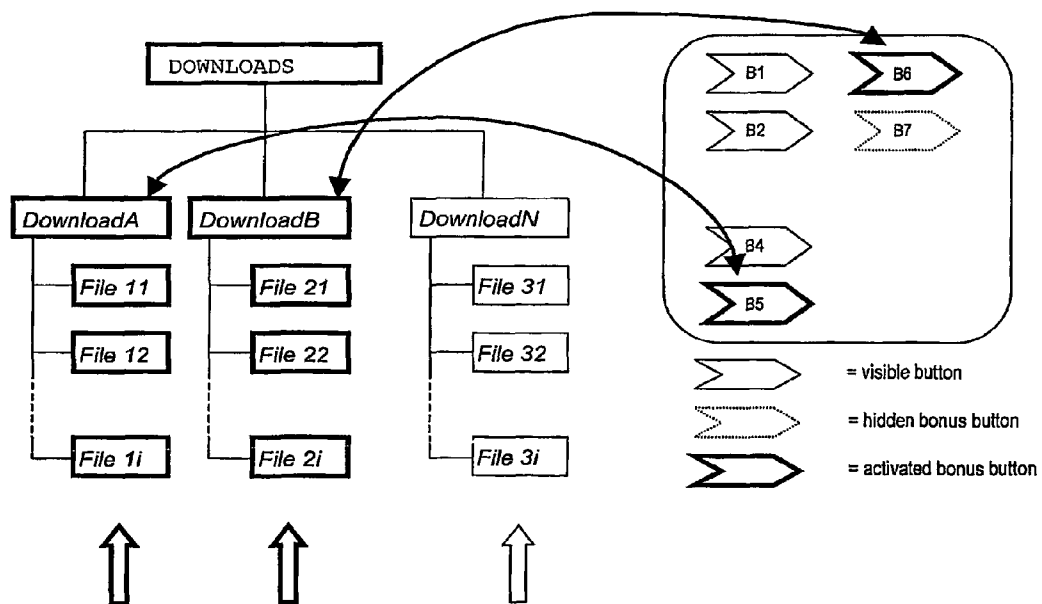 DOWNLOADS
DownloadA
DownloadB
DownloadN
File 11
File 21
File 31
File 12
File 22
File 32
File 1i
File 2i
File 3i
B1
B6
B2
B7
B4
B5
= visible button
= hidden bonus button
= activated bonus button